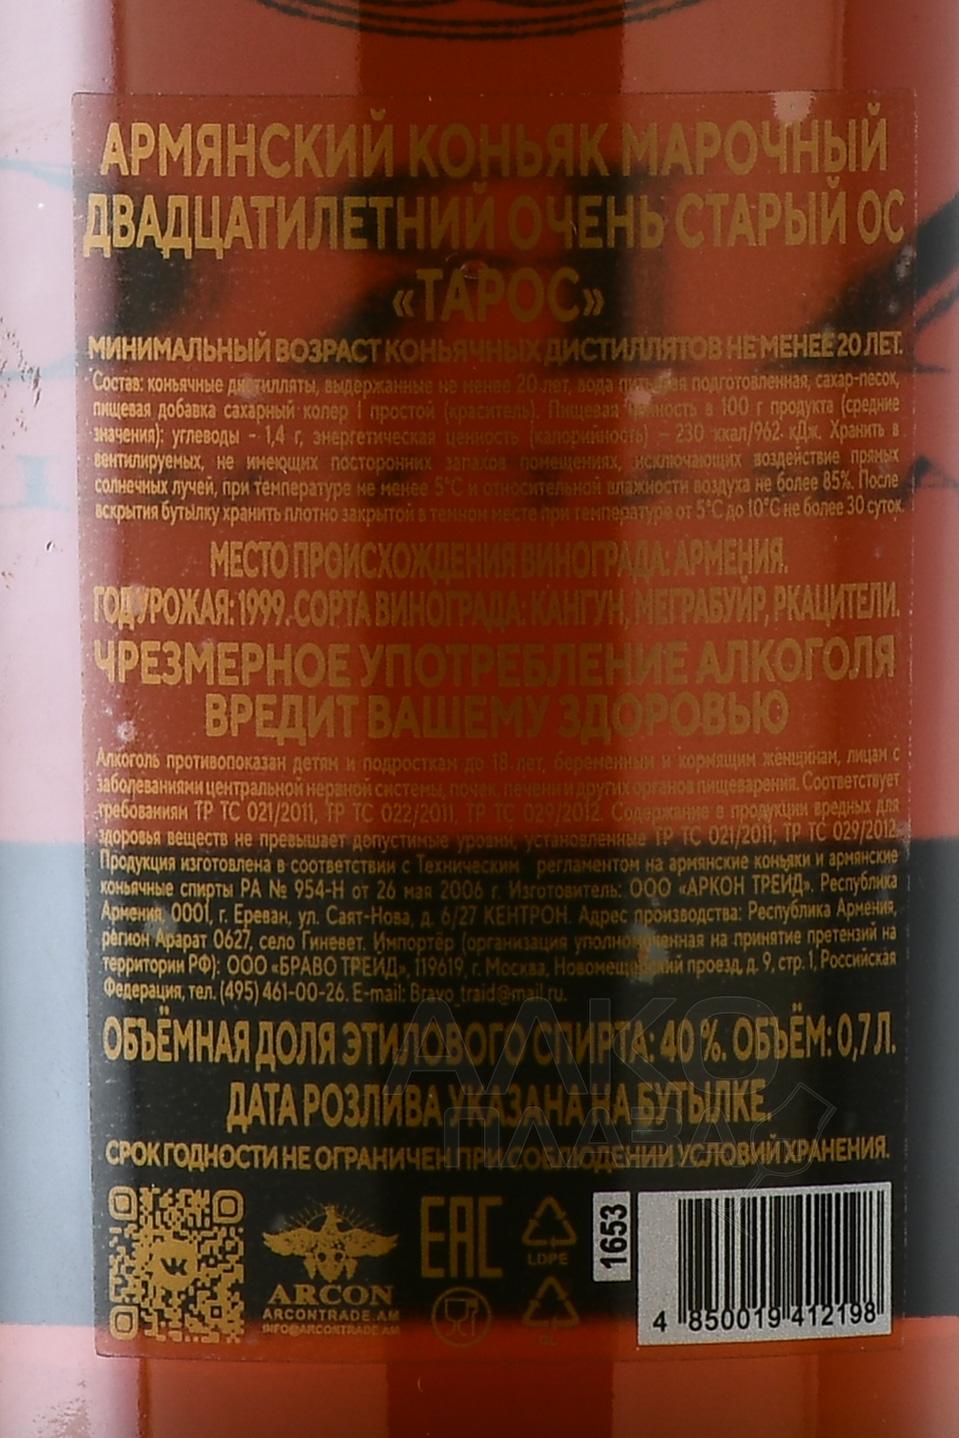 АРМЯНСКИЙ КОНЬЯК МАРОЧНЫЙ
ДВАДЦАТИЛЕТНИЙ ОЧЕНЬ СТАРЫЙ ОС
«ТАРОС»
МИНИМАЛЬНЫЙ ВОЗРАСТ КОНЬЯЧНЫХ ДИСТИЛЛЯТОВ НЕ МЕНЕЕ 20 ЛЕТ.
Состав: коньячные дистилляты, выдержанные не менее 20 лет, вода питьевая подготовленная, сахар-песок,
пищевая добавка сахарный колер I простой (краситель). Пищевая ценность в 100 г продукта (средние
значения): углеводы - 1,4 г, энергетическая ценность (калорийность) - 230 ккал/962 кДж. Хранить в
вентилируемых, не имеющих посторонних запахов помещениях, исключающих воздействие прямых
солнечных лучей, при температуре не менее 5°С и относительной влажности воздуха не более 85%. После
вскрытия бутылку хранить плотно закрытой в темном месте при температуре от 5°С до 10°С не более 30 суток.
МЕСТО ПРОИСХОЖДЕНИЯ ВИНОГРАДА: АРМЕНИЯ.
ГОД УРОЖАЯ: 1999. СОРТА ВИНОГРАДА: КАНГУН, МЕГРАБУЙР, РКАЦИТЕЛИ.
ЧРЕЗМЕРНОЕ УПОТРЕБЛЕНИЕ АЛКОГОЛЯ
ВРЕДИТ ВАШЕМУ ЗДОРОВЬЮ
Алкоголь противопоказан детям и подросткам до 18 лет, беременным и кормящим женщинам, лицам с
заболеваниями центральной нервной системы, почек, печени и других органов пищеварения. Соответствует
требованиям ТР ТС 021/2011, ТР ТС 022/2011, ТР ТС 029/2012. Содержание в продукции вредных для
здоровья веществ не превышает допустимые уровни, установленные ТР ТС 021/2011, ТР ТС 029/2012.
Продукция изготовлена в соответствии с Техническим регламентом на армянские коньяки и армянские
коньячные спирты РА № 954-Н от 26 мая 2006 г. Изготовитель: ООО «АРКОН ТРЕЙД». Республика
Армения, 0001, г. Ереван, ул. Саят-Нова, д. 6/27 КЕНТРОН. Адрес производства: Республика Армения,
регион Арарат 0627, село Гиневет. Импортёр (организация уполномоченная на принятие претензий на
территории РФ): ООО «БРАВО ТРЕЙД», 119619, г. Москва, Новомещерский проезд, д. 9, стр. 1, Российская
Федерация, тел. (495) 461-00-26. E-mail: Bravo_traid@mail.ru.
ОБЪЁМНАЯ ДОЛЯ ЭТИЛОВОГО СПИРТА: 40 %. ОБЪЁМ: 0,7 Л.
ДАТА РОЗЛИВА УКАЗАНА НА БУТЫЛКЕ.
СРОК ГОДНОСТИ НЕ ОГРАНИЧЕН ПРИ СОБЛЮДЕНИИ УСЛОВИЙ ХРАНЕНИЯ.
АЛКО
ПЛАЗА
ARCON
ARCONTRADE.AM
INFO@ARCONTRADE.AM
EAC
LDPE
GL
1653
4 850019 412198